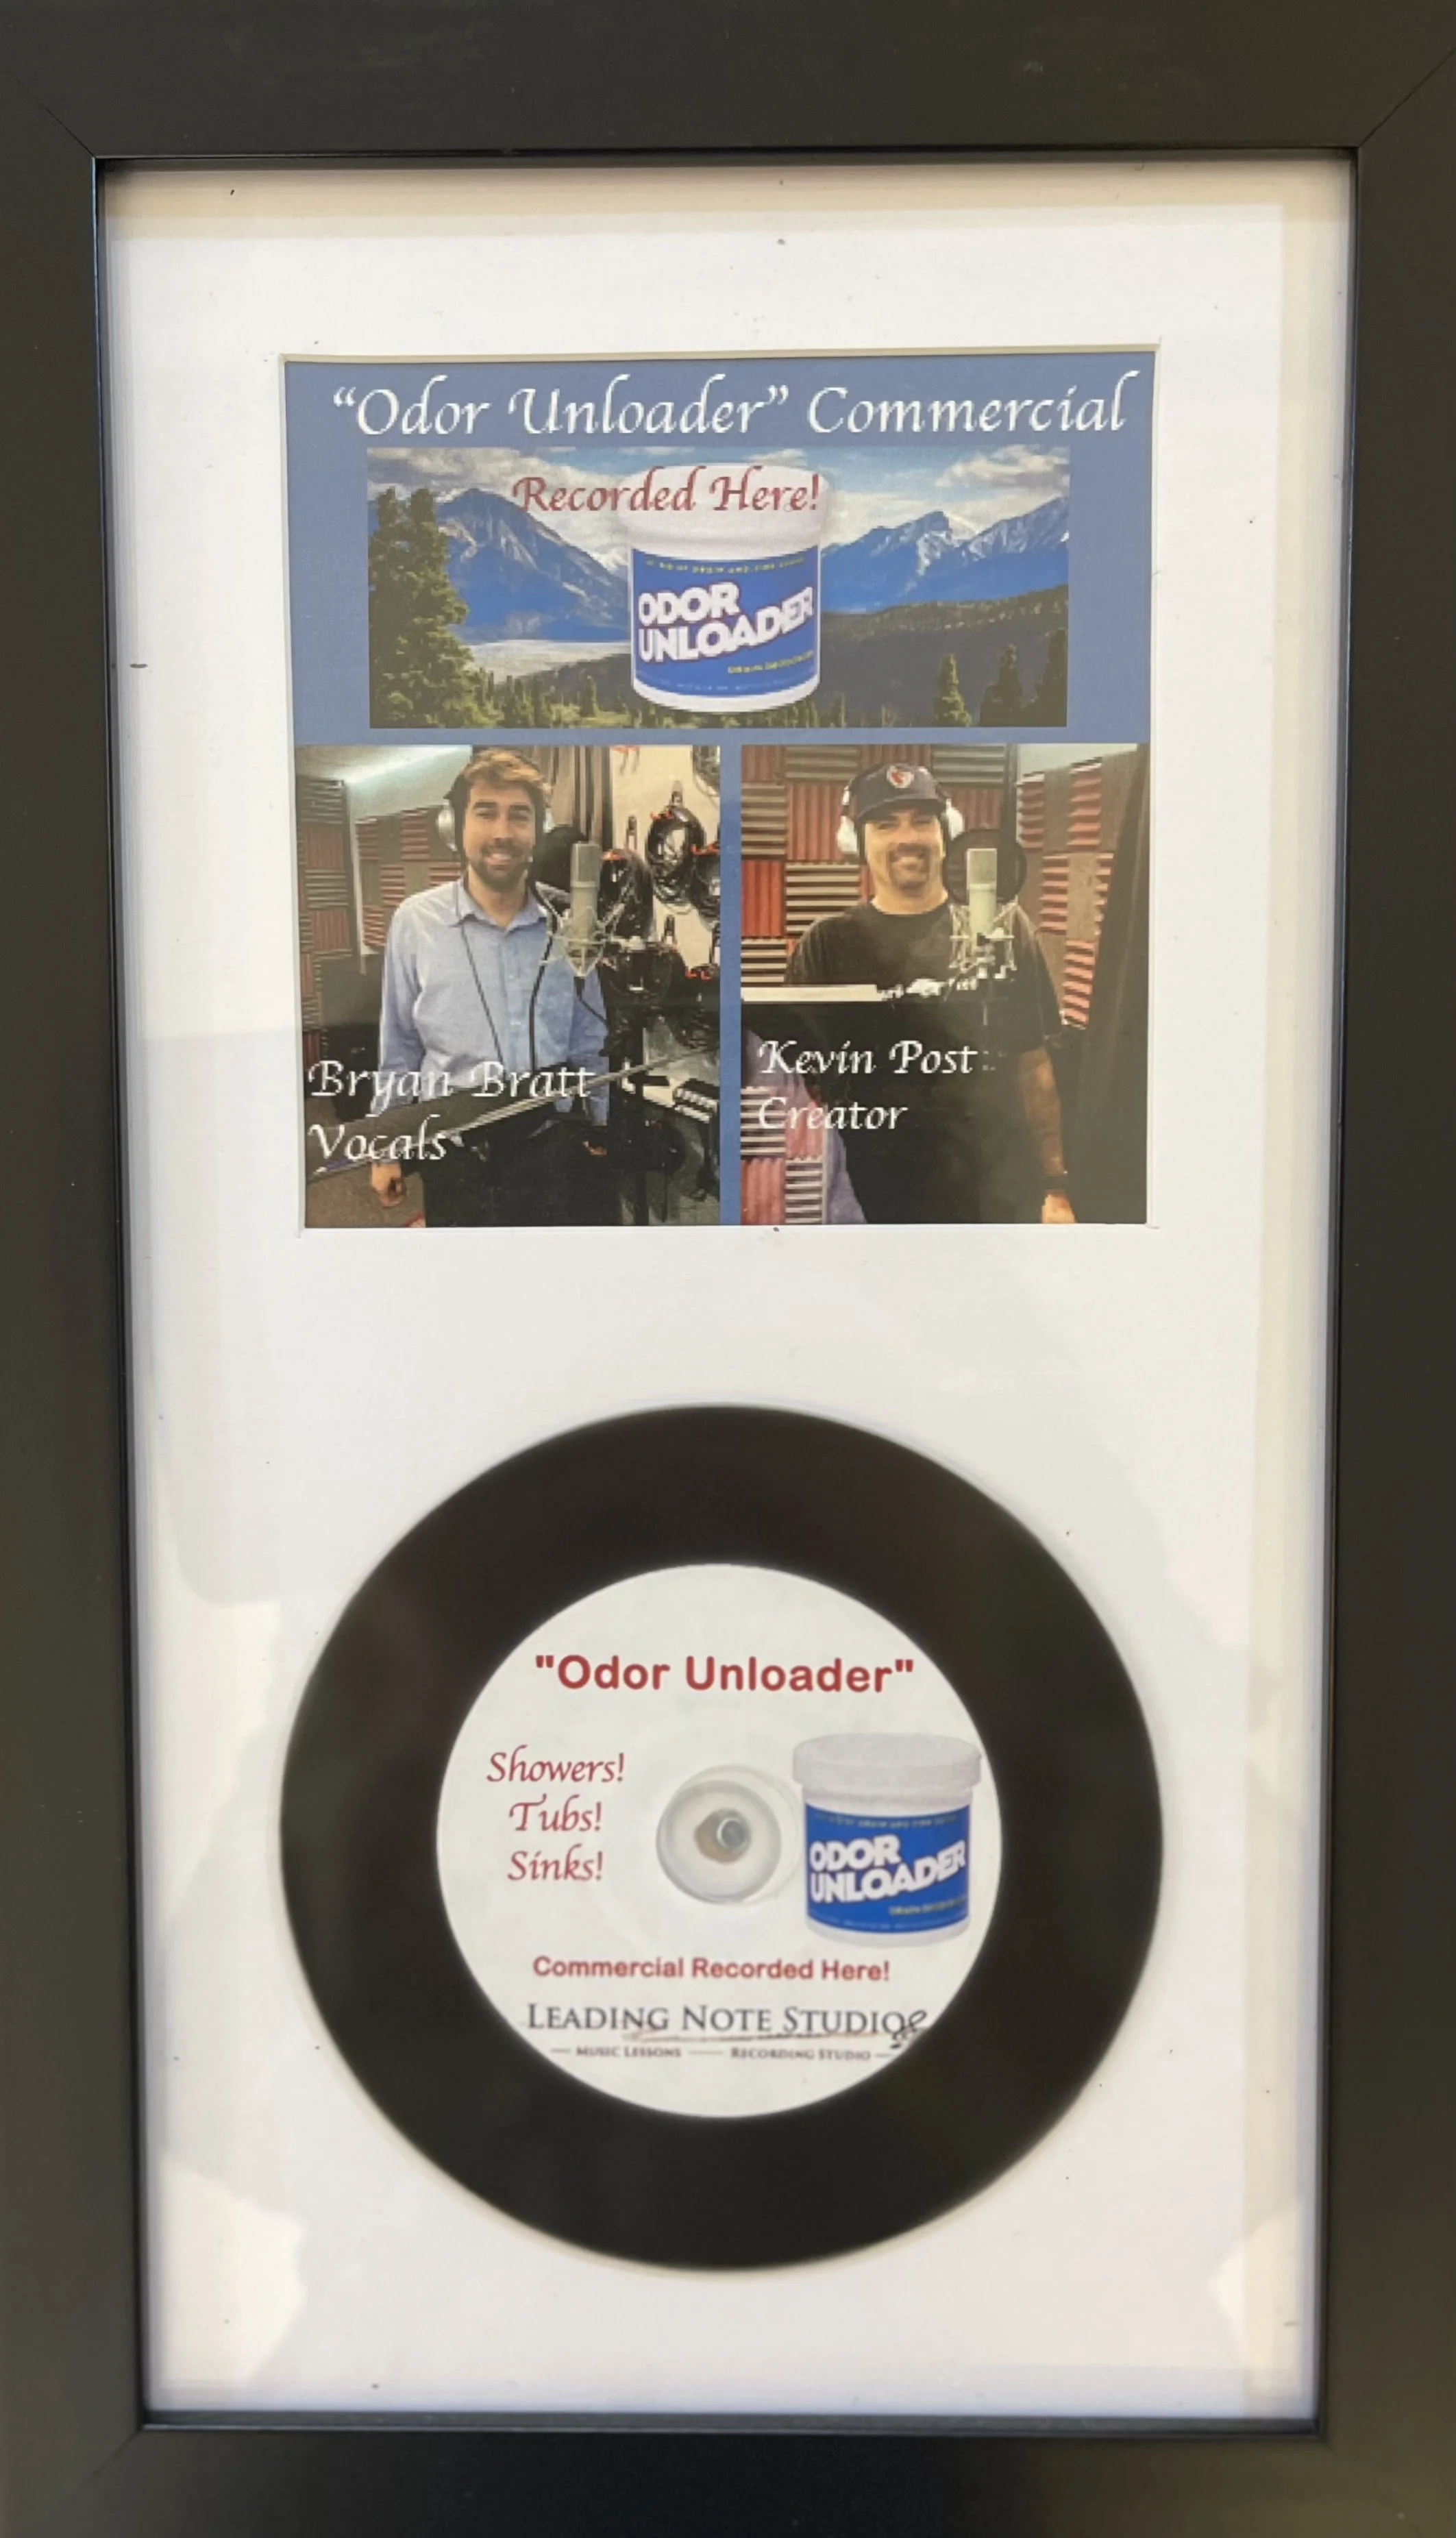 “Odor Unloader” Commercial
Recorded Here!
ODOR
UNLOADER
Bryan Bratt
Vocals
Kevin Post
Creator
"Odor Unloader"
Showers!
Tubs!
Sinks!
ODOR
UNLOADER
Commercial Recorded Here!
LEADING NOTE STUDIOS
MUSIC LESSONS RECORDING STUDIO